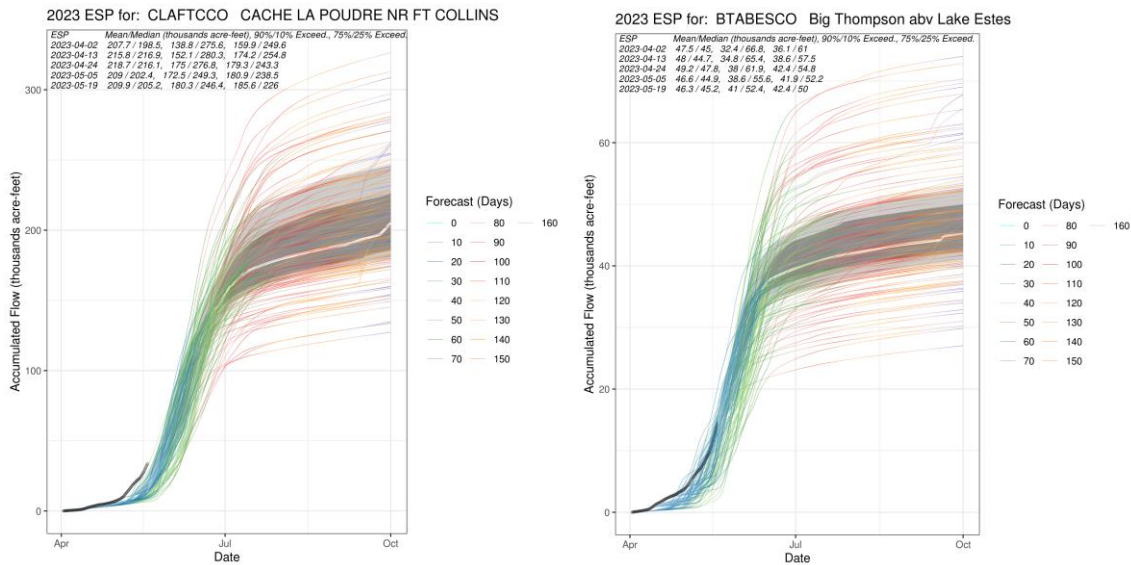 2023 ESP for: CLAFTCCO CACHE LA POUDRE NR FT COLLINS
ESP Mean/Median (thousands acre-feet), 90%/10% Exceed., 75%/25% Exceed.
2023-04-02 207.7 / 198.5, 138.8 / 275.6, 159.9 / 249.6
2023-04-13 215.8 / 216.9, 152.1 / 280.3, 174.2 / 254.8
2023-04-24 218.7 / 216.1, 175 / 276.8, 179.3 / 243.3
2023-05-05 209 / 202.4, 172.5 / 249.3, 180.9 / 238.5
2023-05-19 209.9 / 205.2, 180.3 / 246.4, 185.6 / 226
300
200
100
0
Accumulated Flow (thousands acre-feet)
Apr Jul Oct
Date
Forecast (Days)
0 80 160
10 90
20 100
30 110
40 120
50 130
60 140
70 150
2023 ESP for: BTABESCO Big Thompson abv Lake Estes
ESP Mean/Median (thousands acre-feet), 90%/10% Exceed., 75%/25% Exceed.
2023-04-02 47.5 / 45, 32.4 / 66.8, 36.1 / 61
2023-04-13 48 / 44.7, 34.8 / 65.4, 38.6 / 57.5
2023-04-24 49.2 / 47.8, 38 / 61.9, 42.4 / 54.8
2023-05-05 46.6 / 44.9, 38.6 / 55.6, 41.9 / 52.2
2023-05-19 46.3 / 45.2, 41 / 52.4, 42.4 / 50
60
40
20
0
Accumulated Flow (thousands acre-feet)
Apr Jul Oct
Date
Forecast (Days)
0 80 160
10 90
20 100
30 110
40 120
50 130
60 140
70 150